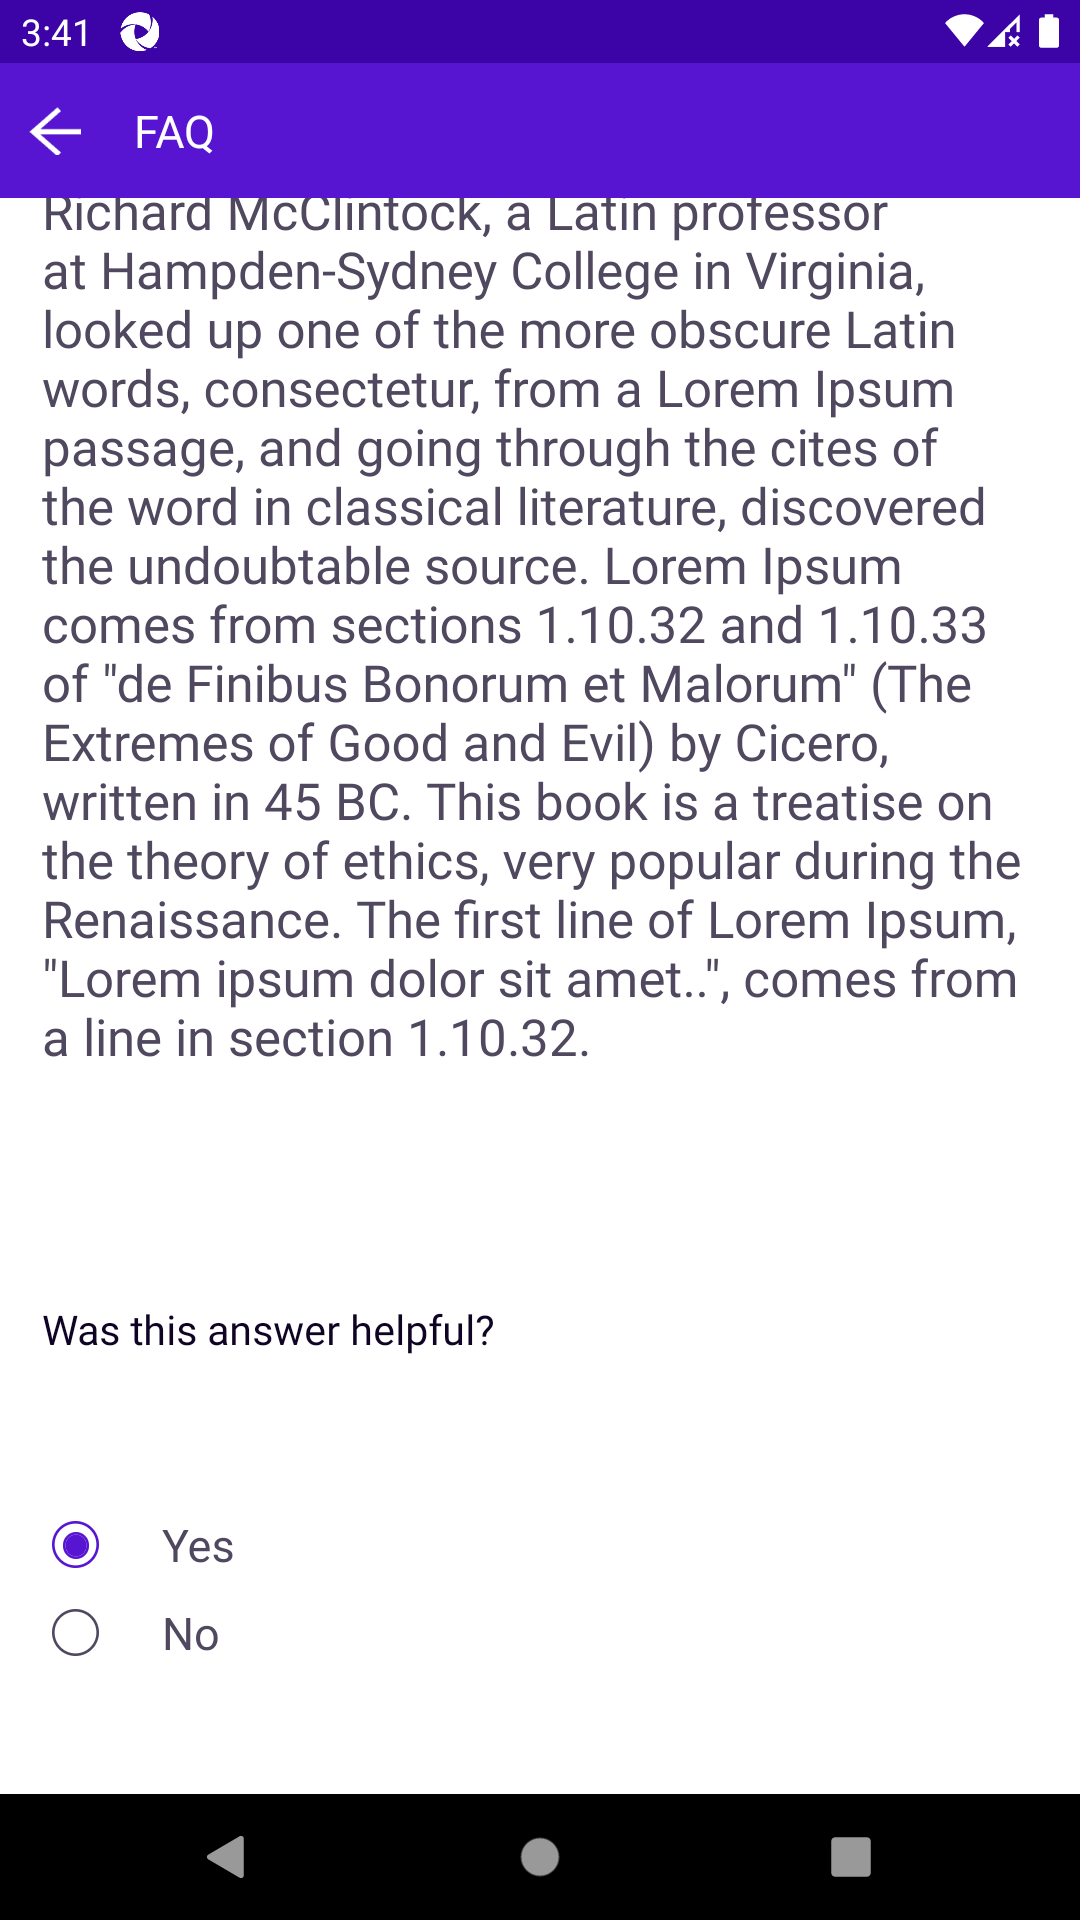 3:41
FAQ
Richard McClintock, a Latin professor
at Hampden-Sydney College in Virginia,
looked up one of the more obscure Latin
words, consectetur, from a Lorem Ipsum
passage, and going through the cites of
the word in classical literature, discovered
the undoubtable source. Lorem Ipsum
comes from sections 1.10.32 and 1.10.33
of "de Finibus Bonorum et Malorum" (The
Extremes of Good and Evil) by Cicero,
written in 45 BC. This book is a treatise on
the theory of ethics, very popular during the
Renaissance. The first line of Lorem Ipsum,
"Lorem ipsum dolor sit amet..", comes from
a line in section 1.10.32.
Was this answer helpful?
Yes
No